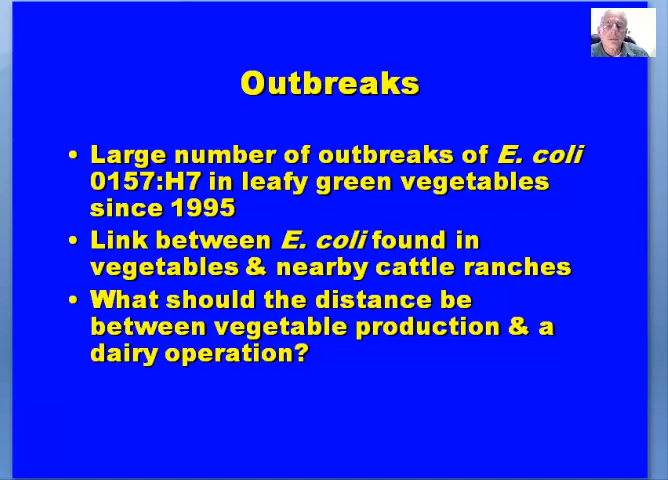 Outbreaks
• Large number of outbreaks of E. coli
0157:H7 in leafy green vegetables
since 1995
• Link between E. coli found in
vegetables & nearby cattle ranches
• What should the distance be
between vegetable production & a
dairy operation?